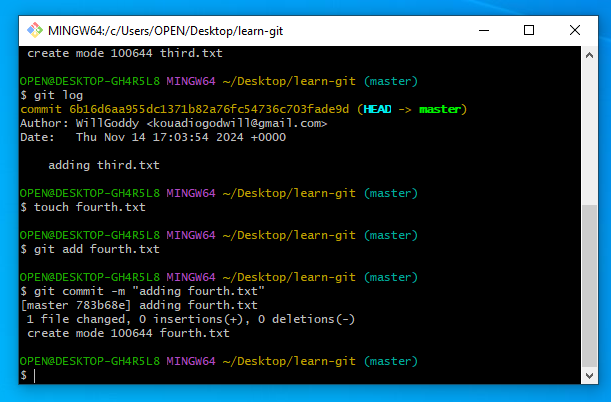 MINGW64:/c/Users/OPEN/Desktop/learn-git
create mode 100644 third.txt
OPEN@DESKTOP-GH4R5L8 MINGW64 ~/Desktop/learn-git (master)
$ git log
commit 6b16d6aa955dc1371b82a76fc54736c703fade9d (HEAD -> master)
Author: WillGoddy <kouadiogodwill@gmail.com>
Date:   Thu Nov 14 17:03:54 2024 +0000
adding third.txt
OPEN@DESKTOP-GH4R5L8 MINGW64 ~/Desktop/learn-git (master)
$ touch fourth.txt
OPEN@DESKTOP-GH4R5L8 MINGW64 ~/Desktop/learn-git (master)
$ git add fourth.txt
OPEN@DESKTOP-GH4R5L8 MINGW64 ~/Desktop/learn-git (master)
$ git commit -m "adding fourth.txt"
[master 783b68e] adding fourth.txt
1 file changed, 0 insertions(+), 0 deletions(-)
create mode 100644 fourth.txt
OPEN@DESKTOP-GH4R5L8 MINGW64 ~/Desktop/learn-git (master)
$